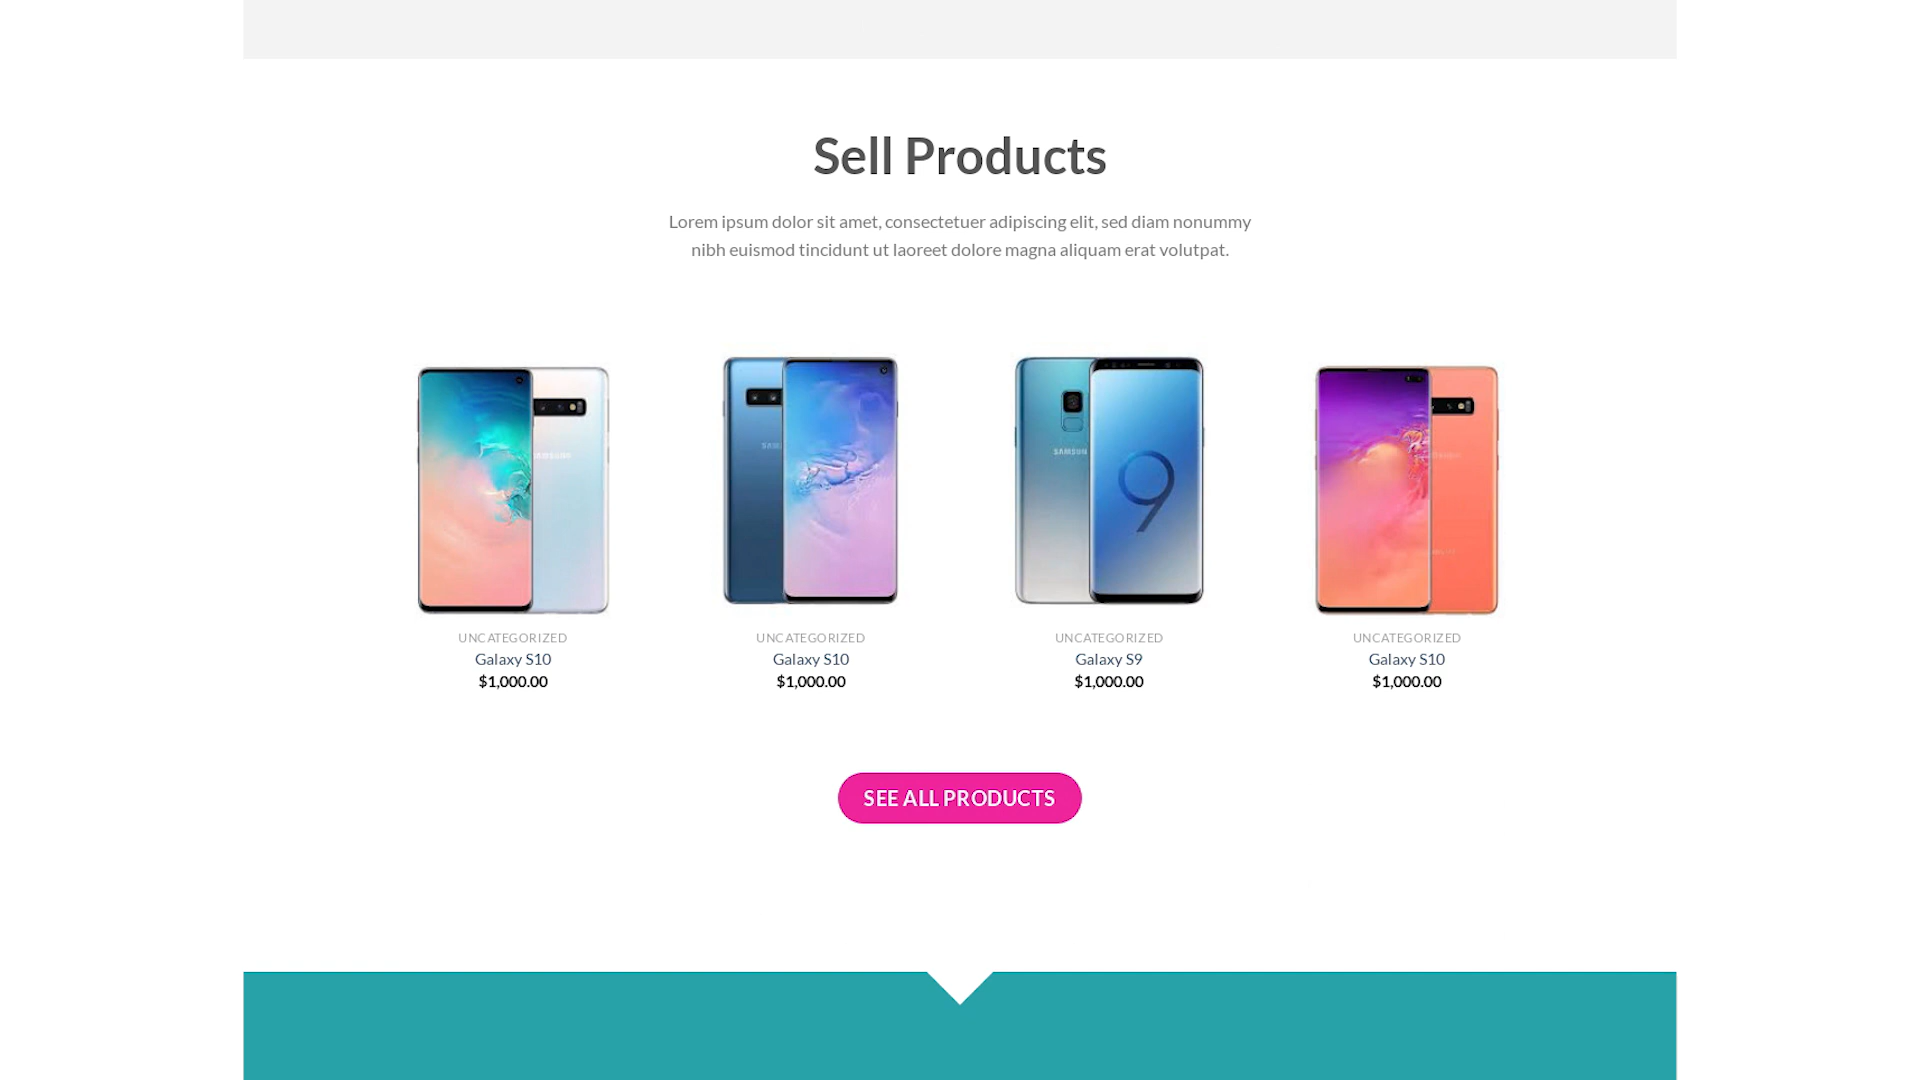 Sell Products
Lorem ipsum dolor sit amet, consectetuer adipiscing elit, sed diam nonummy
nibh euismod tincidunt ut laoreet dolore magna aliquam erat volutpat.
SAMSUNG
9
UNCATEGORIZED
Galaxy S10
$1,000.00
UNCATEGORIZED
Galaxy S10
$1,000.00
UNCATEGORIZED
Galaxy S9
$1,000.00
UNCATEGORIZED
Galaxy S10
$1,000.00
SEE ALL PRODUCTS